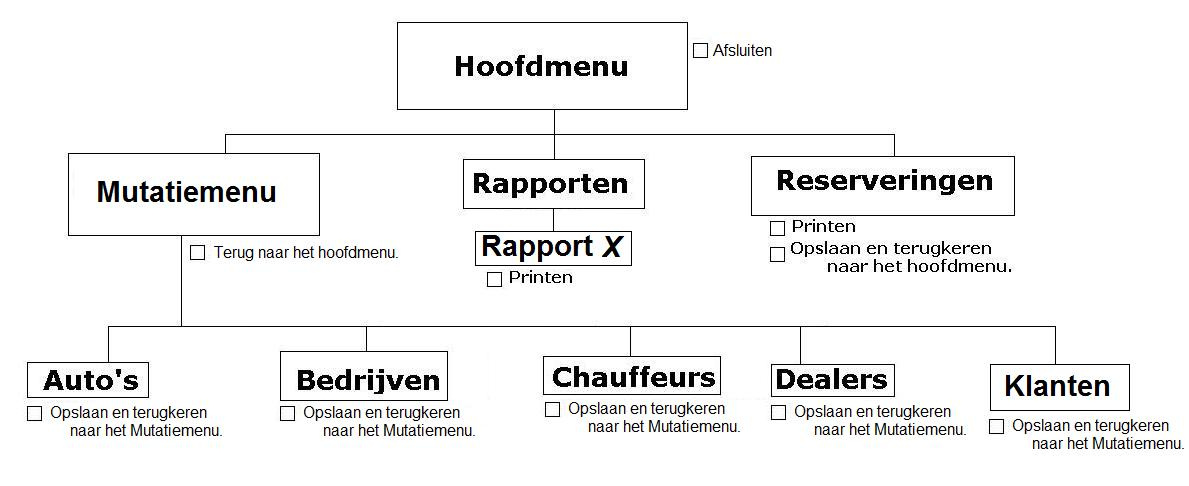 Hoofdmenu
Afsluiten
Mutatiemenu
Terug naar het hoofdmenu.
Rapporten
Rapport X
Printen
Reserveringen
Printen
Opslaan en terugkeren
naar het hoofdmenu.
Auto's
Opslaan en terugkeren
naar het Mutatiemenu.
Bedrijven
Opslaan en terugkeren
naar het Mutatiemenu.
Chauffeurs
Opslaan en terugkeren
naar het Mutatiemenu.
Dealers
Opslaan en terugkeren
naar het Mutatiemenu.
Klanten
Opslaan en terugkeren
naar het Mutatiemenu.